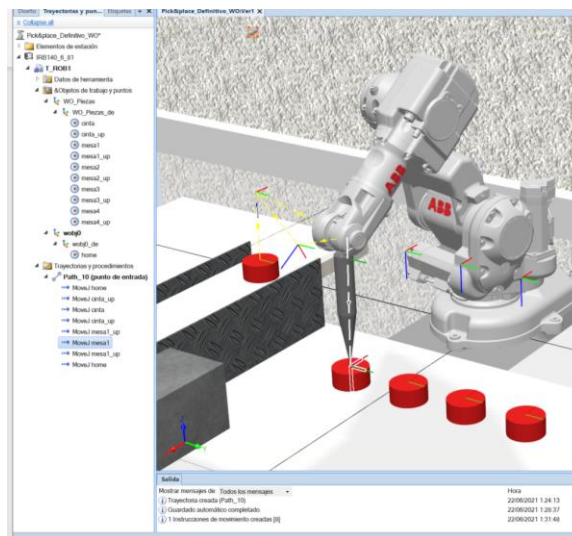 Diseño Trayectorias y pun... Etiquetas
Collapse all
Pick&place_Definitivo_WO*
Elementos de estación
IRB140_6_81
T_ROB1
Datos de herramienta
&Objetos de trabajo y puntos
WO_Piezas
WO_Piezas_de
cinta
cinta_up
mesa1
mesa1_up
mesa2
mesa2_up
mesa3
mesa3_up
mesa4
mesa4_up
wobj0
wobj0_de
home
Trayectorias y procedimientos
Path_10 (punto de entrada)
MoveJ home
MoveJ cinta_up
MoveJ cinta
MoveJ cinta_up
MoveJ mesa1_up
MoveJ mesa1
MoveJ mesa1_up
MoveJ home
Pick&place_Definitivo_WO:Ver1 X
ABB
ABB
Salida
Mostrar mensajes de Todos los mensajes
Hora
Trayectoria creada (Path_10) 22/06/2021 1:24:13
Guardado automático completado 22/06/2021 1:28:37
1 Instrucciones de movimiento creadas [8] 22/06/2021 1:31:48